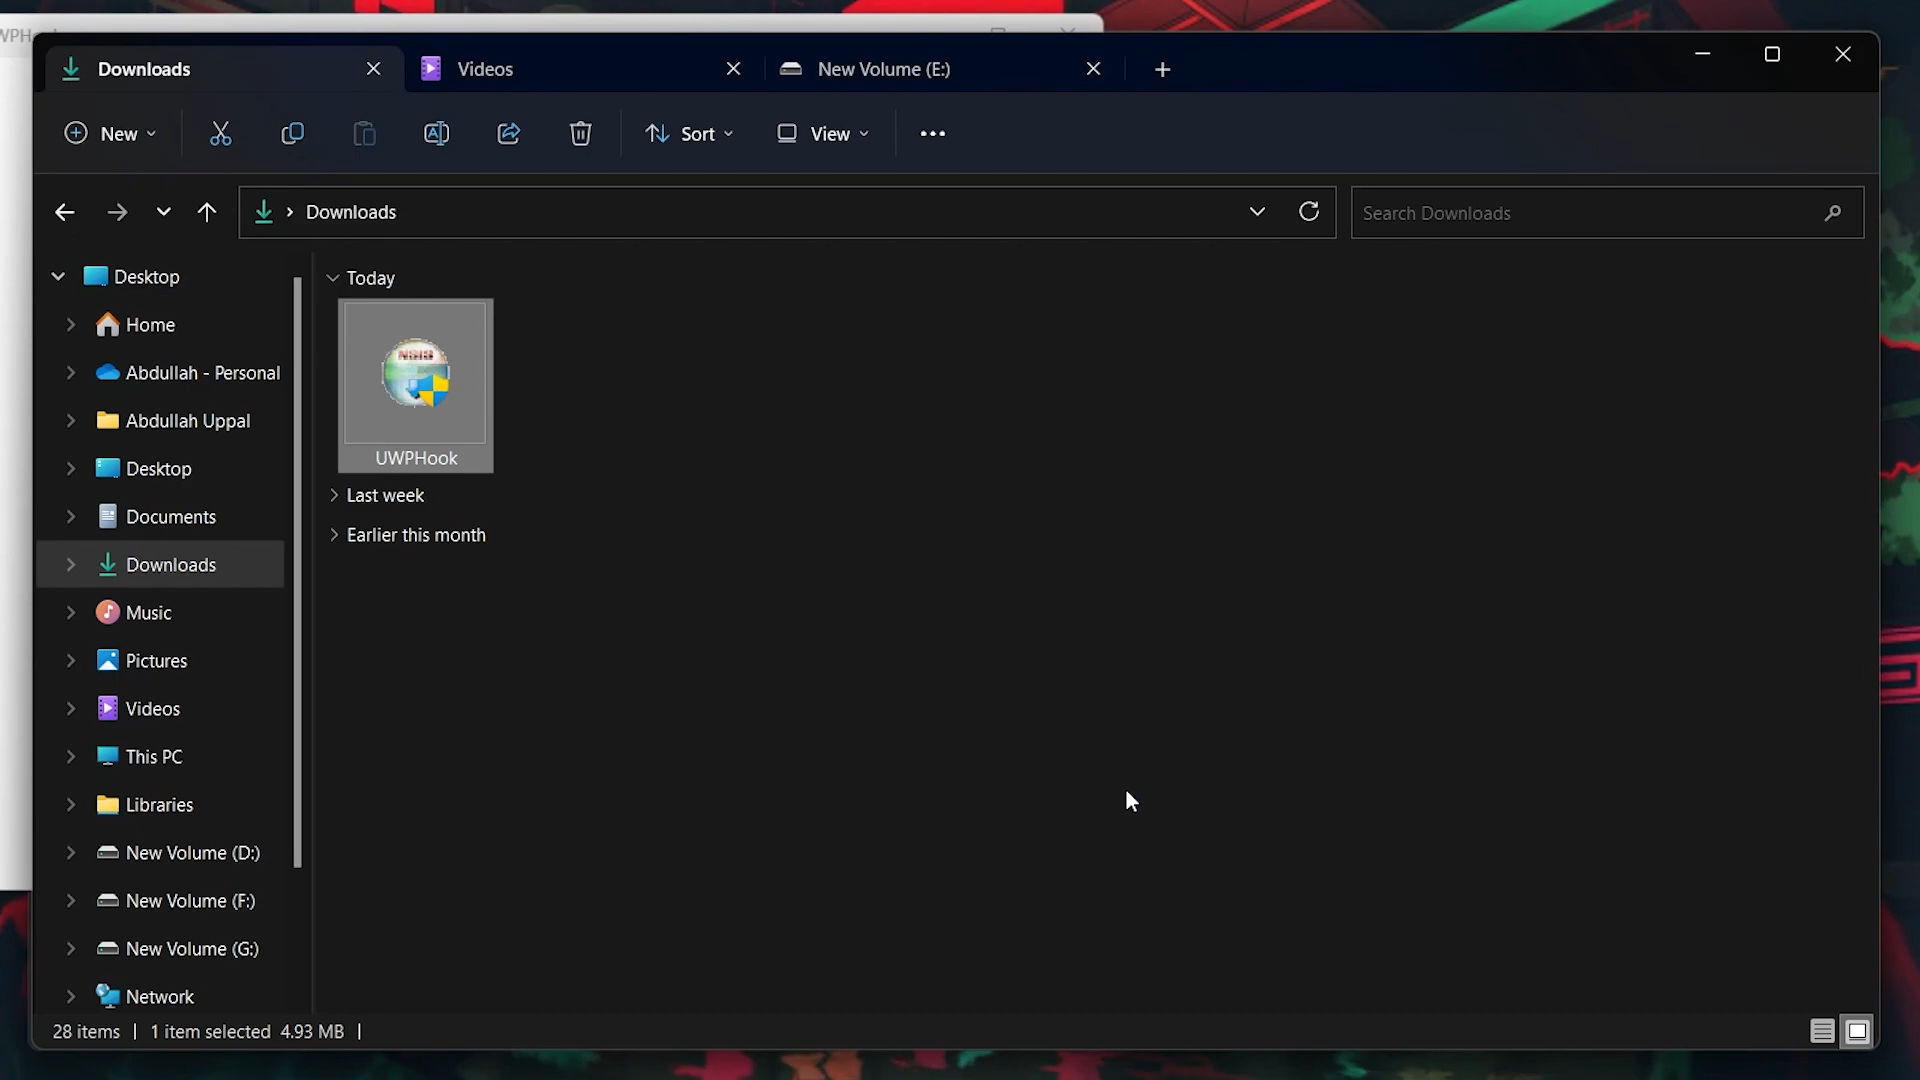 Downloads
Videos
New Volume (E:)
New
Sort
View
Downloads
Search Downloads
Desktop
Home
Abdullah - Personal
Abdullah Uppal
Desktop
Documents
Downloads
Music
Pictures
Videos
This PC
Libraries
New Volume (D:)
New Volume (F:)
New Volume (G:)
Network
Today
NSIS
UWPHook
Last week
Earlier this month
28 items
1 item selected 4.93 MB